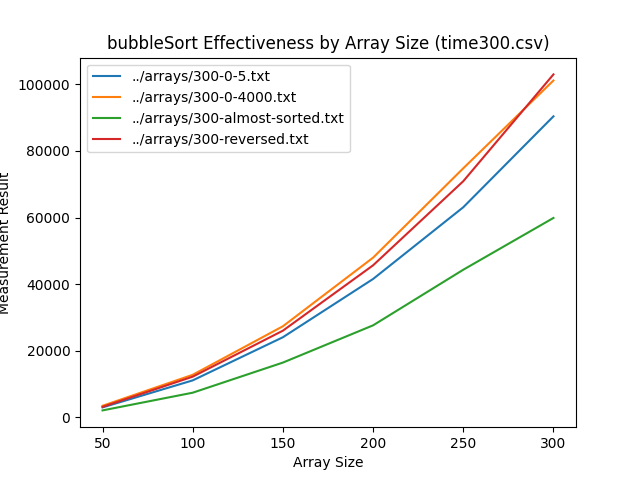 bubbleSort Effectiveness by Array Size (time300.csv)
../arrays/300-0-5.txt
../arrays/300-0-4000.txt
../arrays/300-almost-sorted.txt
../arrays/300-reversed.txt
100000
80000
60000
40000
20000
0
Measurement Result
50 100 150 200 250 300
Array Size